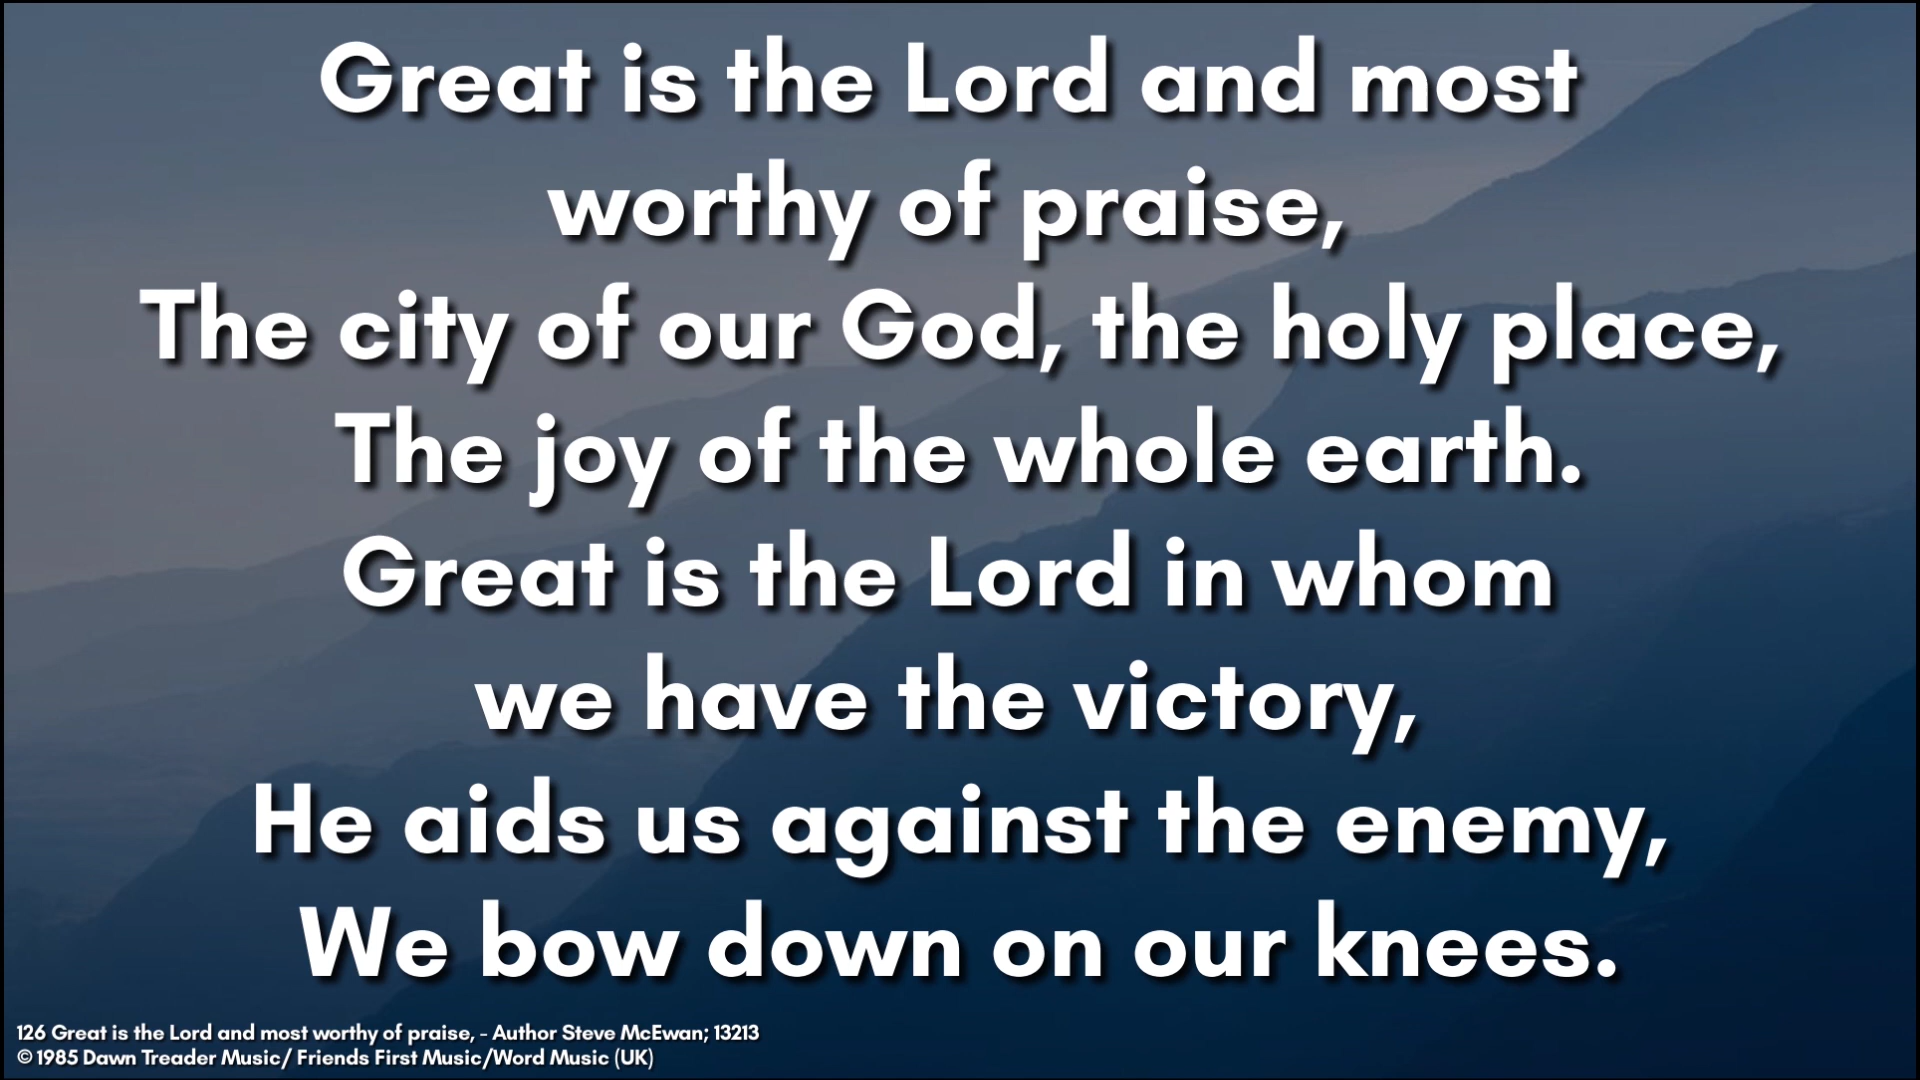 Great is the Lord and most
worthy of praise,
The city of our God, the holy place,
The joy of the whole earth.
Great is the Lord in whom
we have the victory,
He aids us against the enemy,
We bow down on our knees.
126 Great is the Lord and most worthy of praise, - Author Steve McEwan; 13213
© 1985 Dawn Treader Music/ Friends First Music/Word Music (UK)